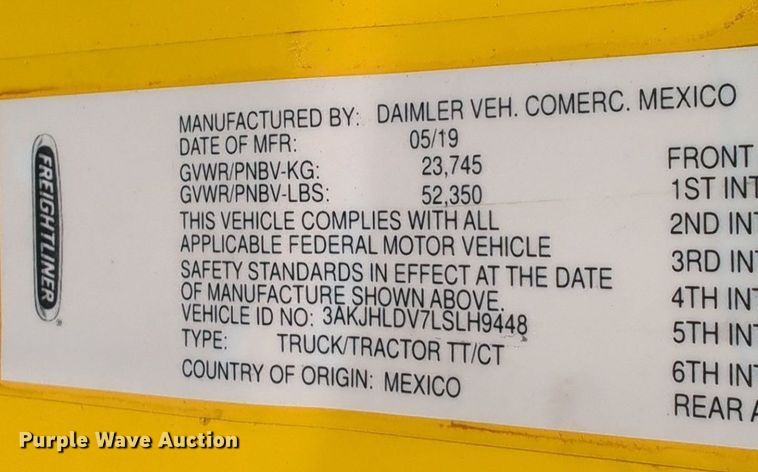 FREIGHTLINER
®
MANUFACTURED BY: DAIMLER VEH. COMERC. MEXICO
DATE OF MFR: 05/19
GVWR/PNBV-KG: 23,745
GVWR/PNBV-LBS: 52,350
THIS VEHICLE COMPLIES WITH ALL
APPLICABLE FEDERAL MOTOR VEHICLE
SAFETY STANDARDS IN EFFECT AT THE DATE
OF MANUFACTURE SHOWN ABOVE.
VEHICLE ID NO: 3AKJHLDV7LSLH9448
TYPE: TRUCK/TRACTOR TT/CT
COUNTRY OF ORIGIN: MEXICO
FRONT
1ST INT
2ND INT
3RD INT
4TH INT
5TH INT
6TH INT
REAR A
Purple Wave Auction